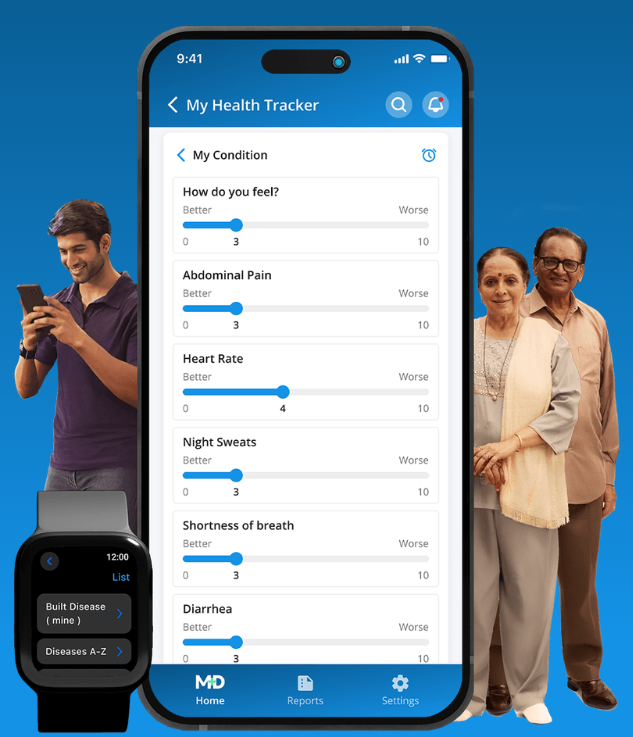 9:41
My Health Tracker
My Condition
How do you feel?
Better Worse
0 3 10
Abdominal Pain
Better Worse
0 3 10
Heart Rate
Better Worse
0 4 10
Night Sweats
Better Worse
0 3 10
Shortness of breath
Better Worse
0 3 10
Diarrhea
Better Worse
0 3 10
MD
Home Reports Settings
12:00
List
Built Disease
( mine )
Diseases A-Z